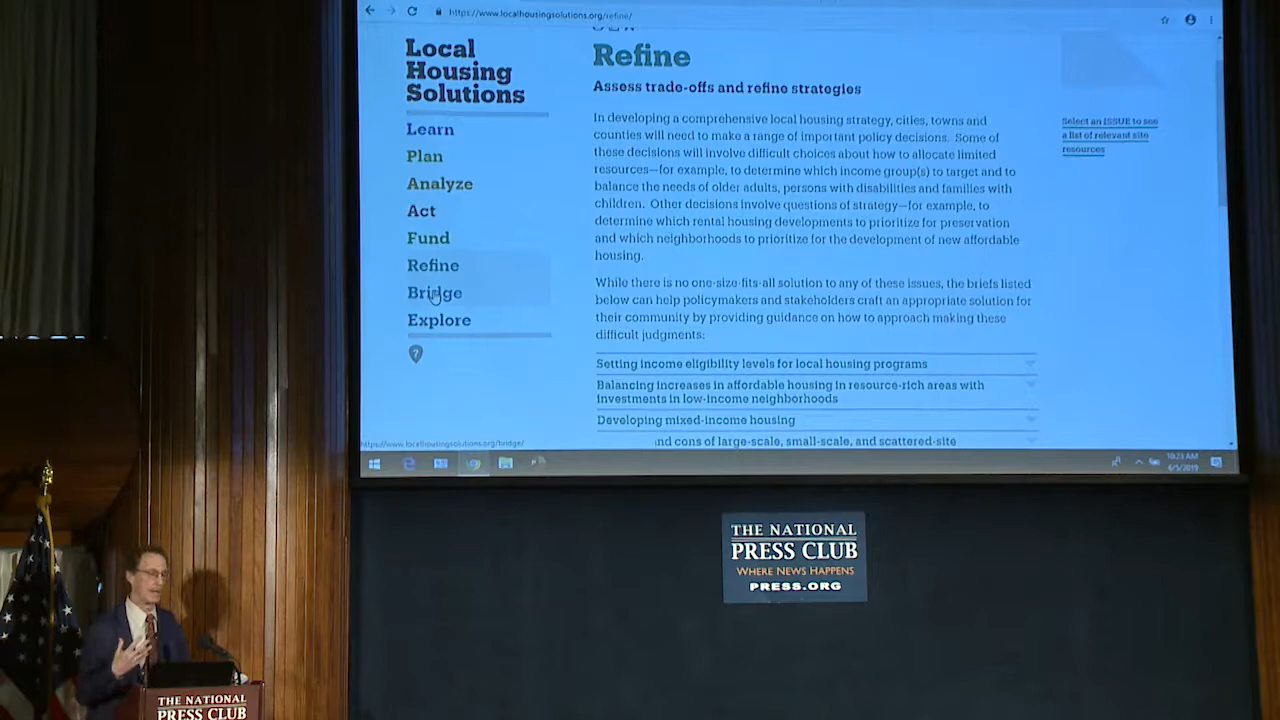 https://www.localhousingsolutions.org/refine/
Local
Housing
Solutions
Learn
Plan
Analyze
Act
Fund
Refine
Bridge
Explore
?
Refine
Assess trade-offs and refine strategies
In developing a comprehensive local housing strategy, cities, towns and
counties will need to make a range of important policy decisions. Some of
these decisions will involve difficult choices about how to allocate limited
resources—for example, to determine which income group(s) to target and to
balance the needs of older adults, persons with disabilities and families with
children. Other decisions involve questions of strategy—for example, to
determine which rental housing developments to prioritize for preservation
and which neighborhoods to prioritize for the development of new affordable
housing.
While there is no one-size-fits-all solution to any of these issues, the briefs listed
below can help policymakers and stakeholders craft an appropriate solution for
their community by providing guidance on how to approach making these
difficult judgments:
Setting income eligibility levels for local housing programs
Balancing increases in affordable housing in resource-rich areas with
investments in low-income neighborhoods
Developing mixed-income housing
and cons of large-scale, small-scale, and scattered-site
Select an ISSUE to see
a list of relevant site
resources
https://www.localhousingsolutions.org/bridge/
10:23 AM
6/5/2019
THE NATIONAL
PRESS CLUB
WHERE NEWS HAPPENS
PRESS.ORG
THE NATIONAL
PRESS CLUB